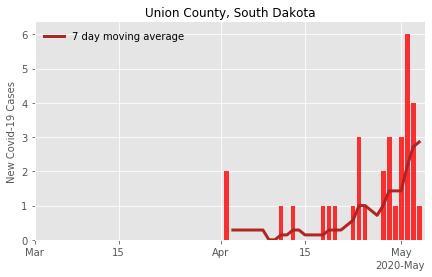 Union County, South Dakota
7 day moving average
New Covid-19 Cases
6
5
4
3
2
1
0
Mar
15
Apr
15
May
2020-May